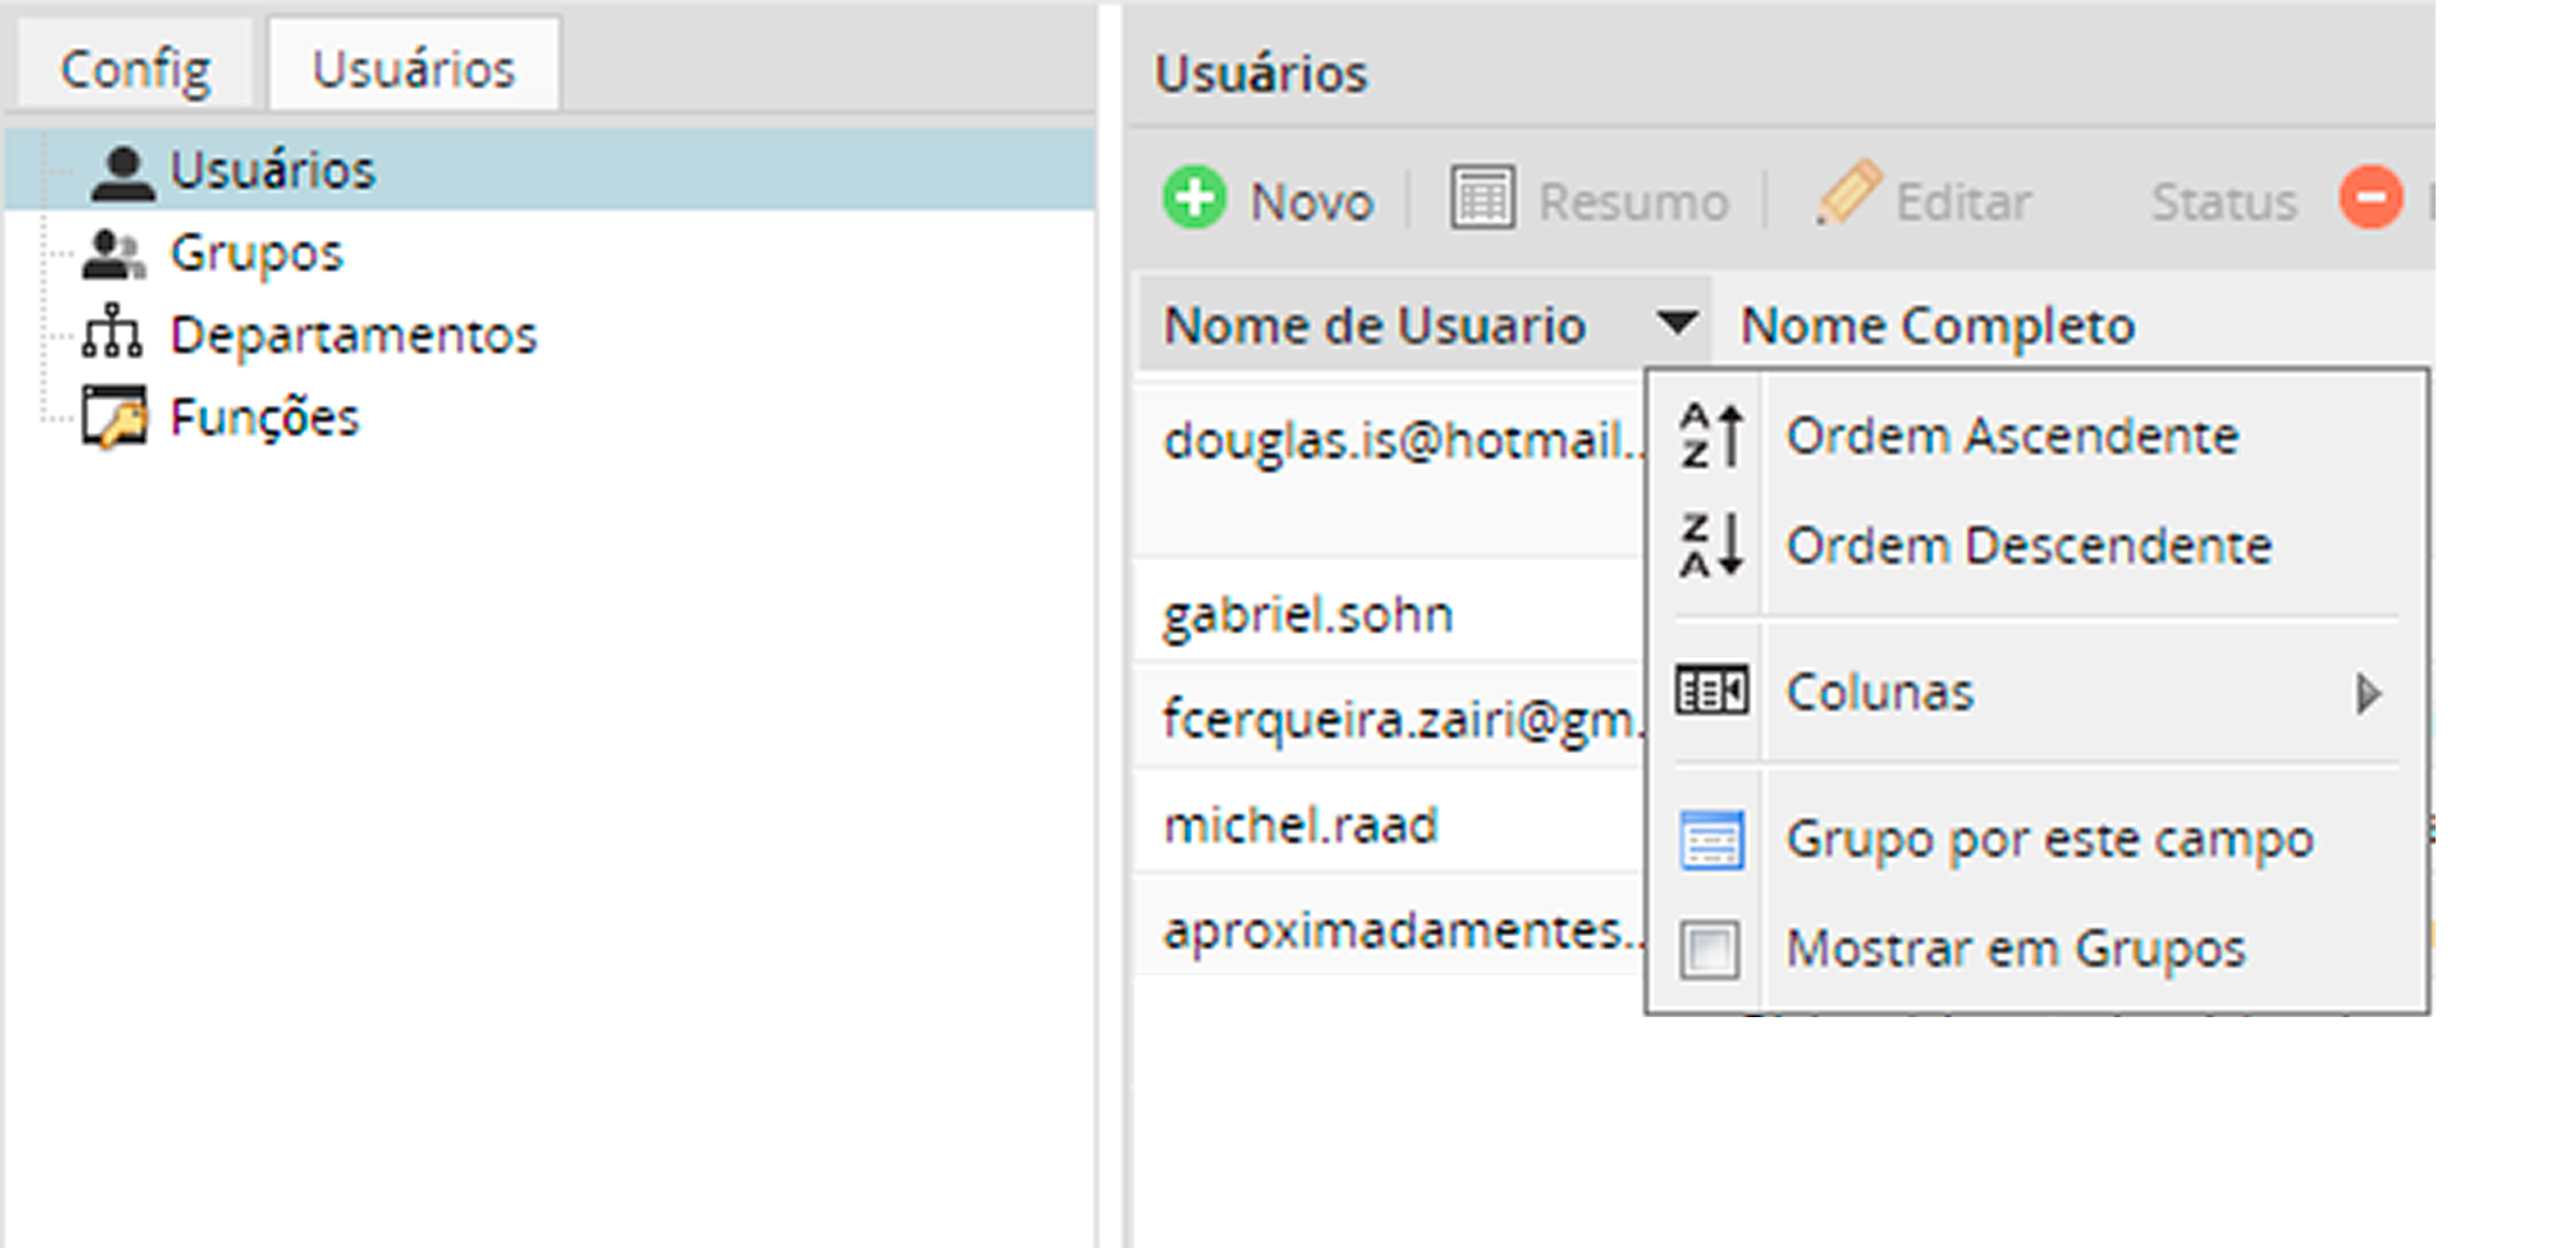 Config Usuários
Usuários
Grupos
Departamentos
Funções
Usuários
Novo Resumo Editar Status
Nome de Usuario Nome Completo
douglas.is@hotmail..
gabriel.sohn
fcerqueira.zairi@gm.
michel.raad
aproximadamentes..
Ordem Ascendente
Ordem Descendente
Colunas
Grupo por este campo
Mostrar em Grupos